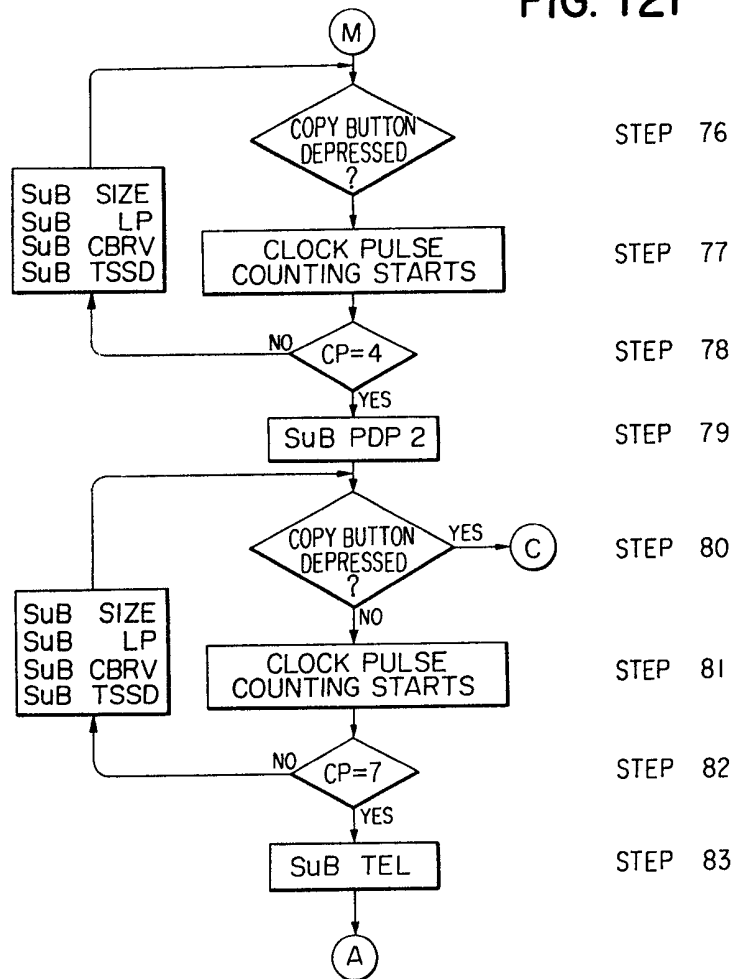 FIG. 12I
M
COPY BUTTON
DEPRESSED
?
STEP 76
SuB SIZE
SuB LP
SuB CBRV
SuB TSSD
CLOCK PULSE
COUNTING STARTS
STEP 77
NO
CP=4
STEP 78
YES
SuB PDP 2
STEP 79
COPY BUTTON
DEPRESSED
?
YES
C
STEP 80
NO
SuB SIZE
SuB LP
SuB CBRV
SuB TSSD
CLOCK PULSE
COUNTING STARTS
STEP 81
NO
CP=7
STEP 82
YES
SuB TEL
STEP 83
A